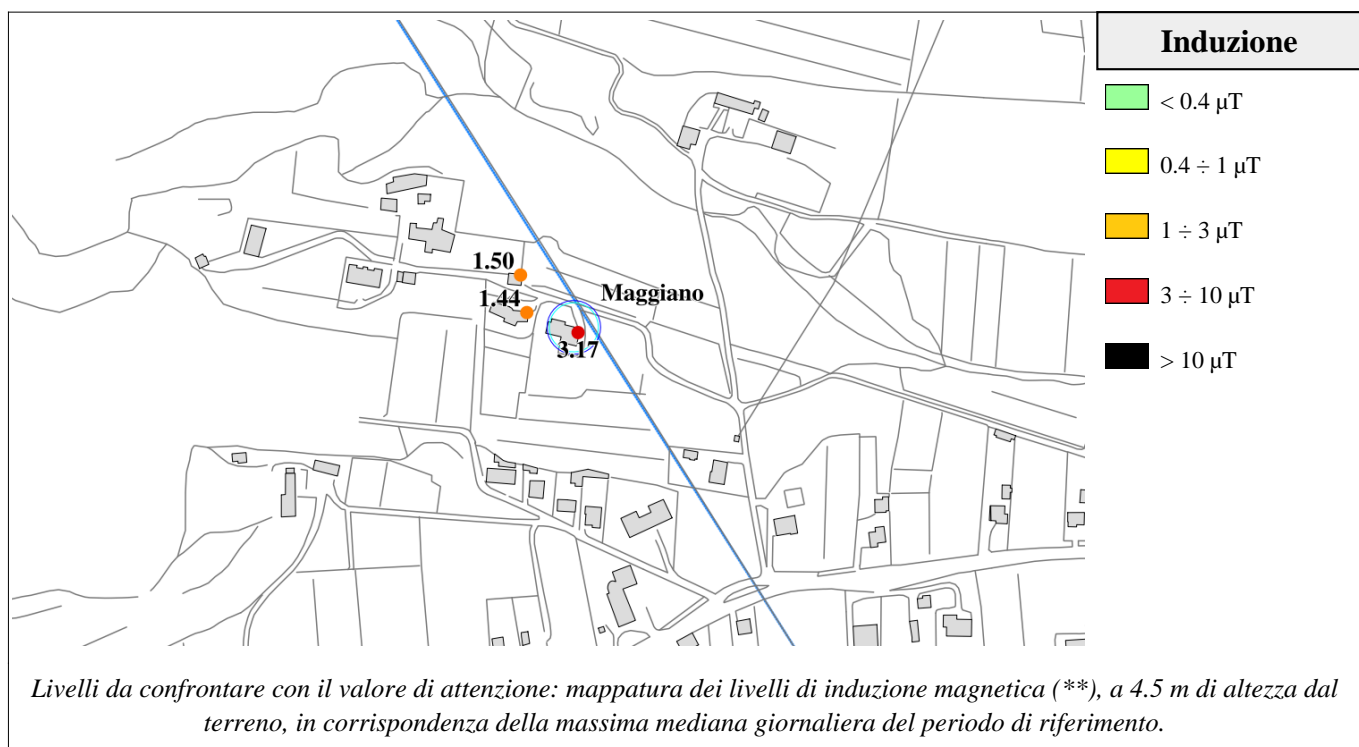 Induzione
< 0.4 µT
0.4 ÷ 1 µT
1 ÷ 3 µT
3 ÷ 10 µT
> 10 µT
1.50
Maggiano
1.44
3.17
Livelli da confrontare con il valore di attenzione: mappatura dei livelli di induzione magnetica (**), a 4.5 m di altezza dal
terreno, in corrispondenza della massima mediana giornaliera del periodo di riferimento.